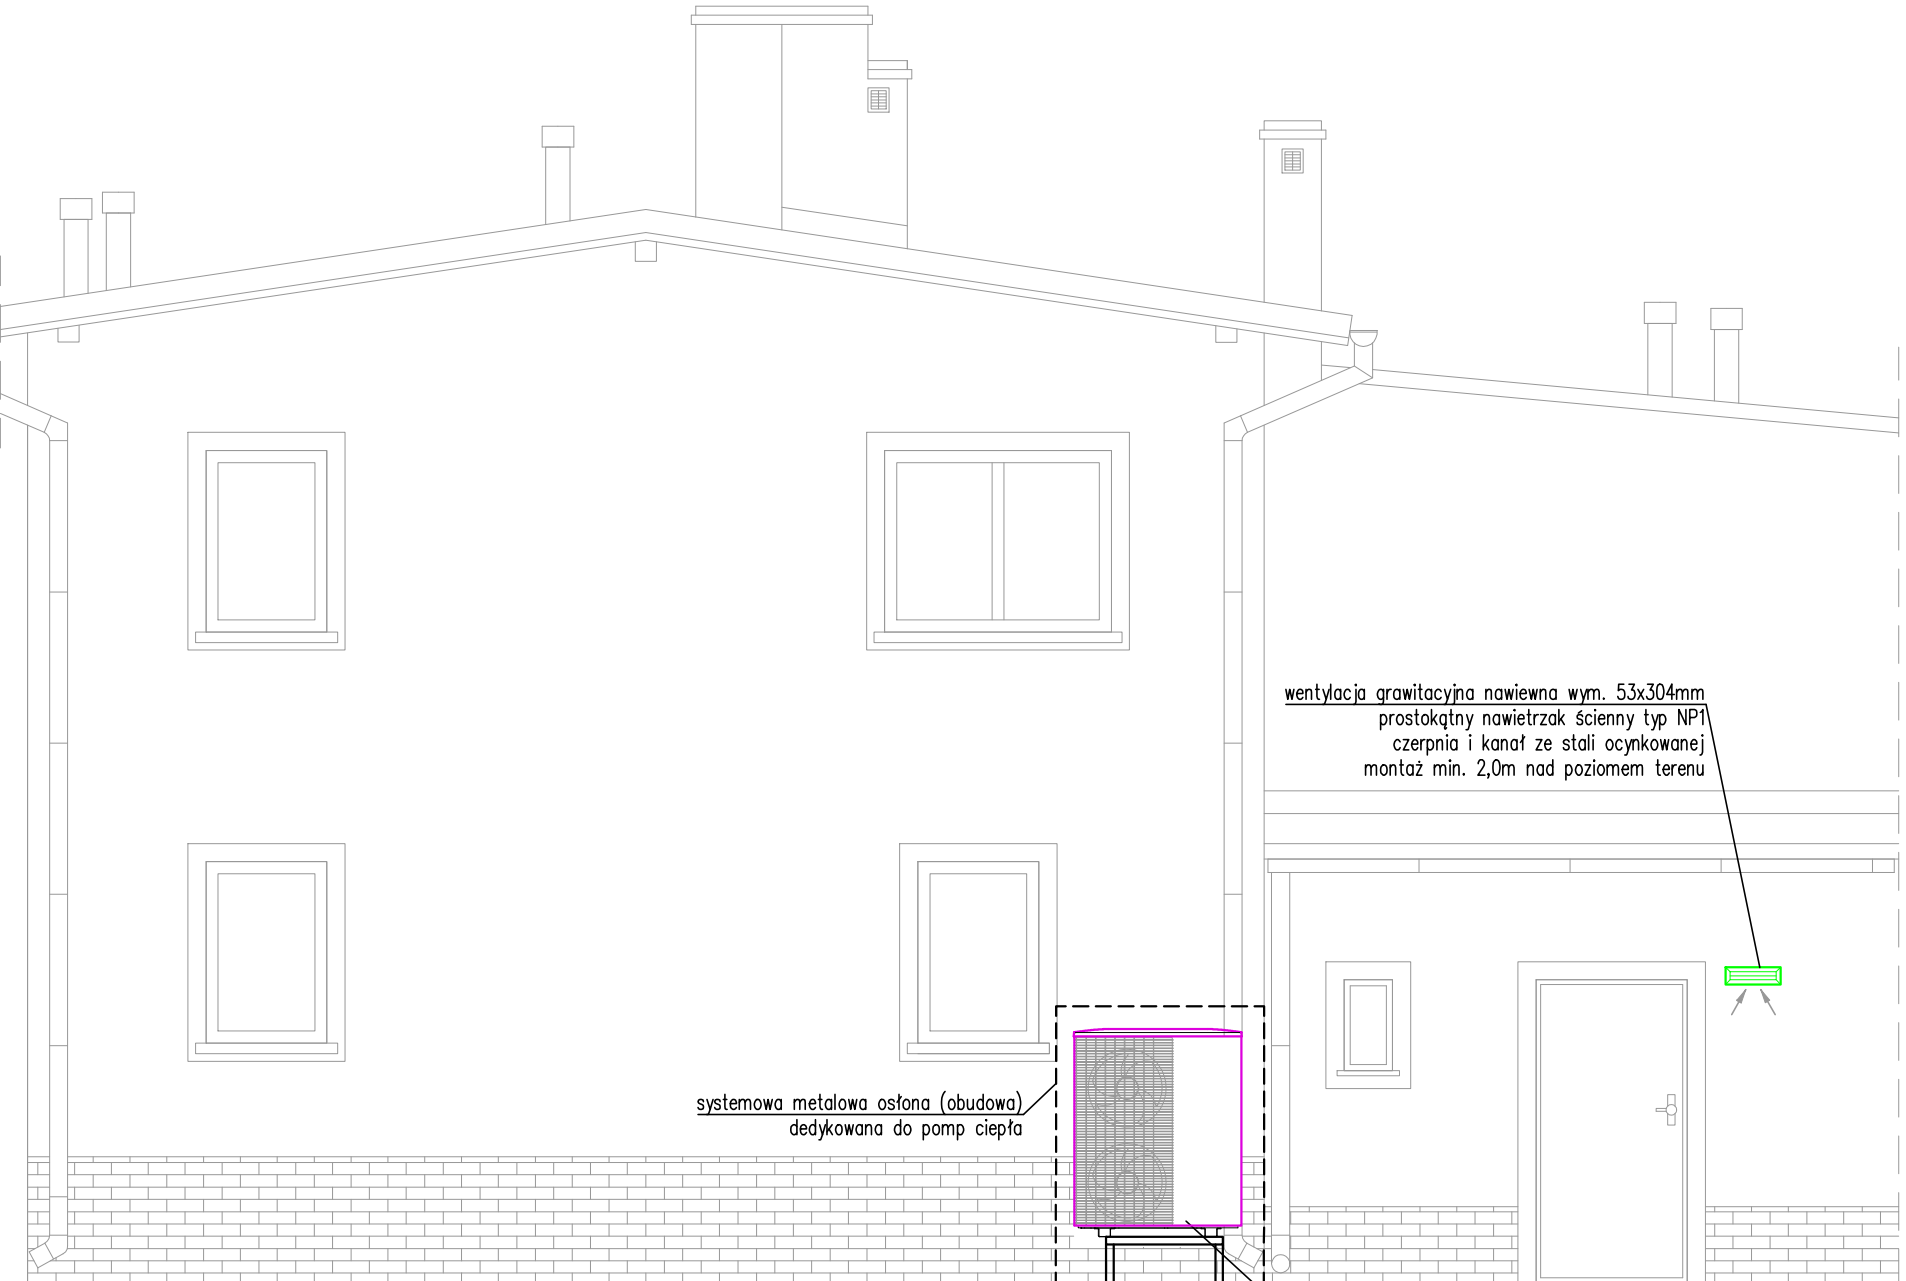 wentylacja grawitacyjna nawiewna wym. 53x304mm
prostokątny nawietrzak ścienny typ NP1
czerpnia i kanał ze stali ocynkowanej
montaż min. 2,0m nad poziomem terenu
systemowa metalowa osłona (obudowa)
dedykowana do pomp ciepła